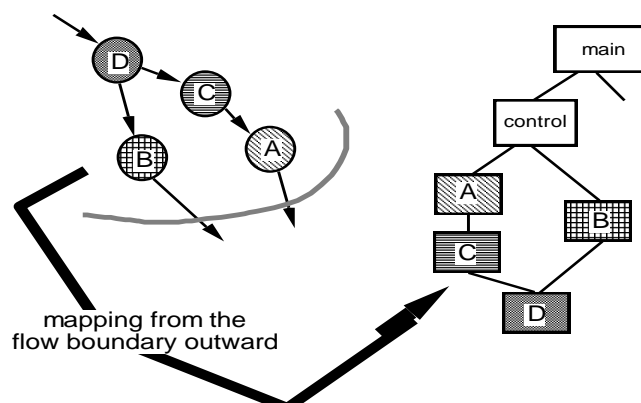 D
C
B
A
mapping from the
flow boundary outward
main
control
A
B
C
D